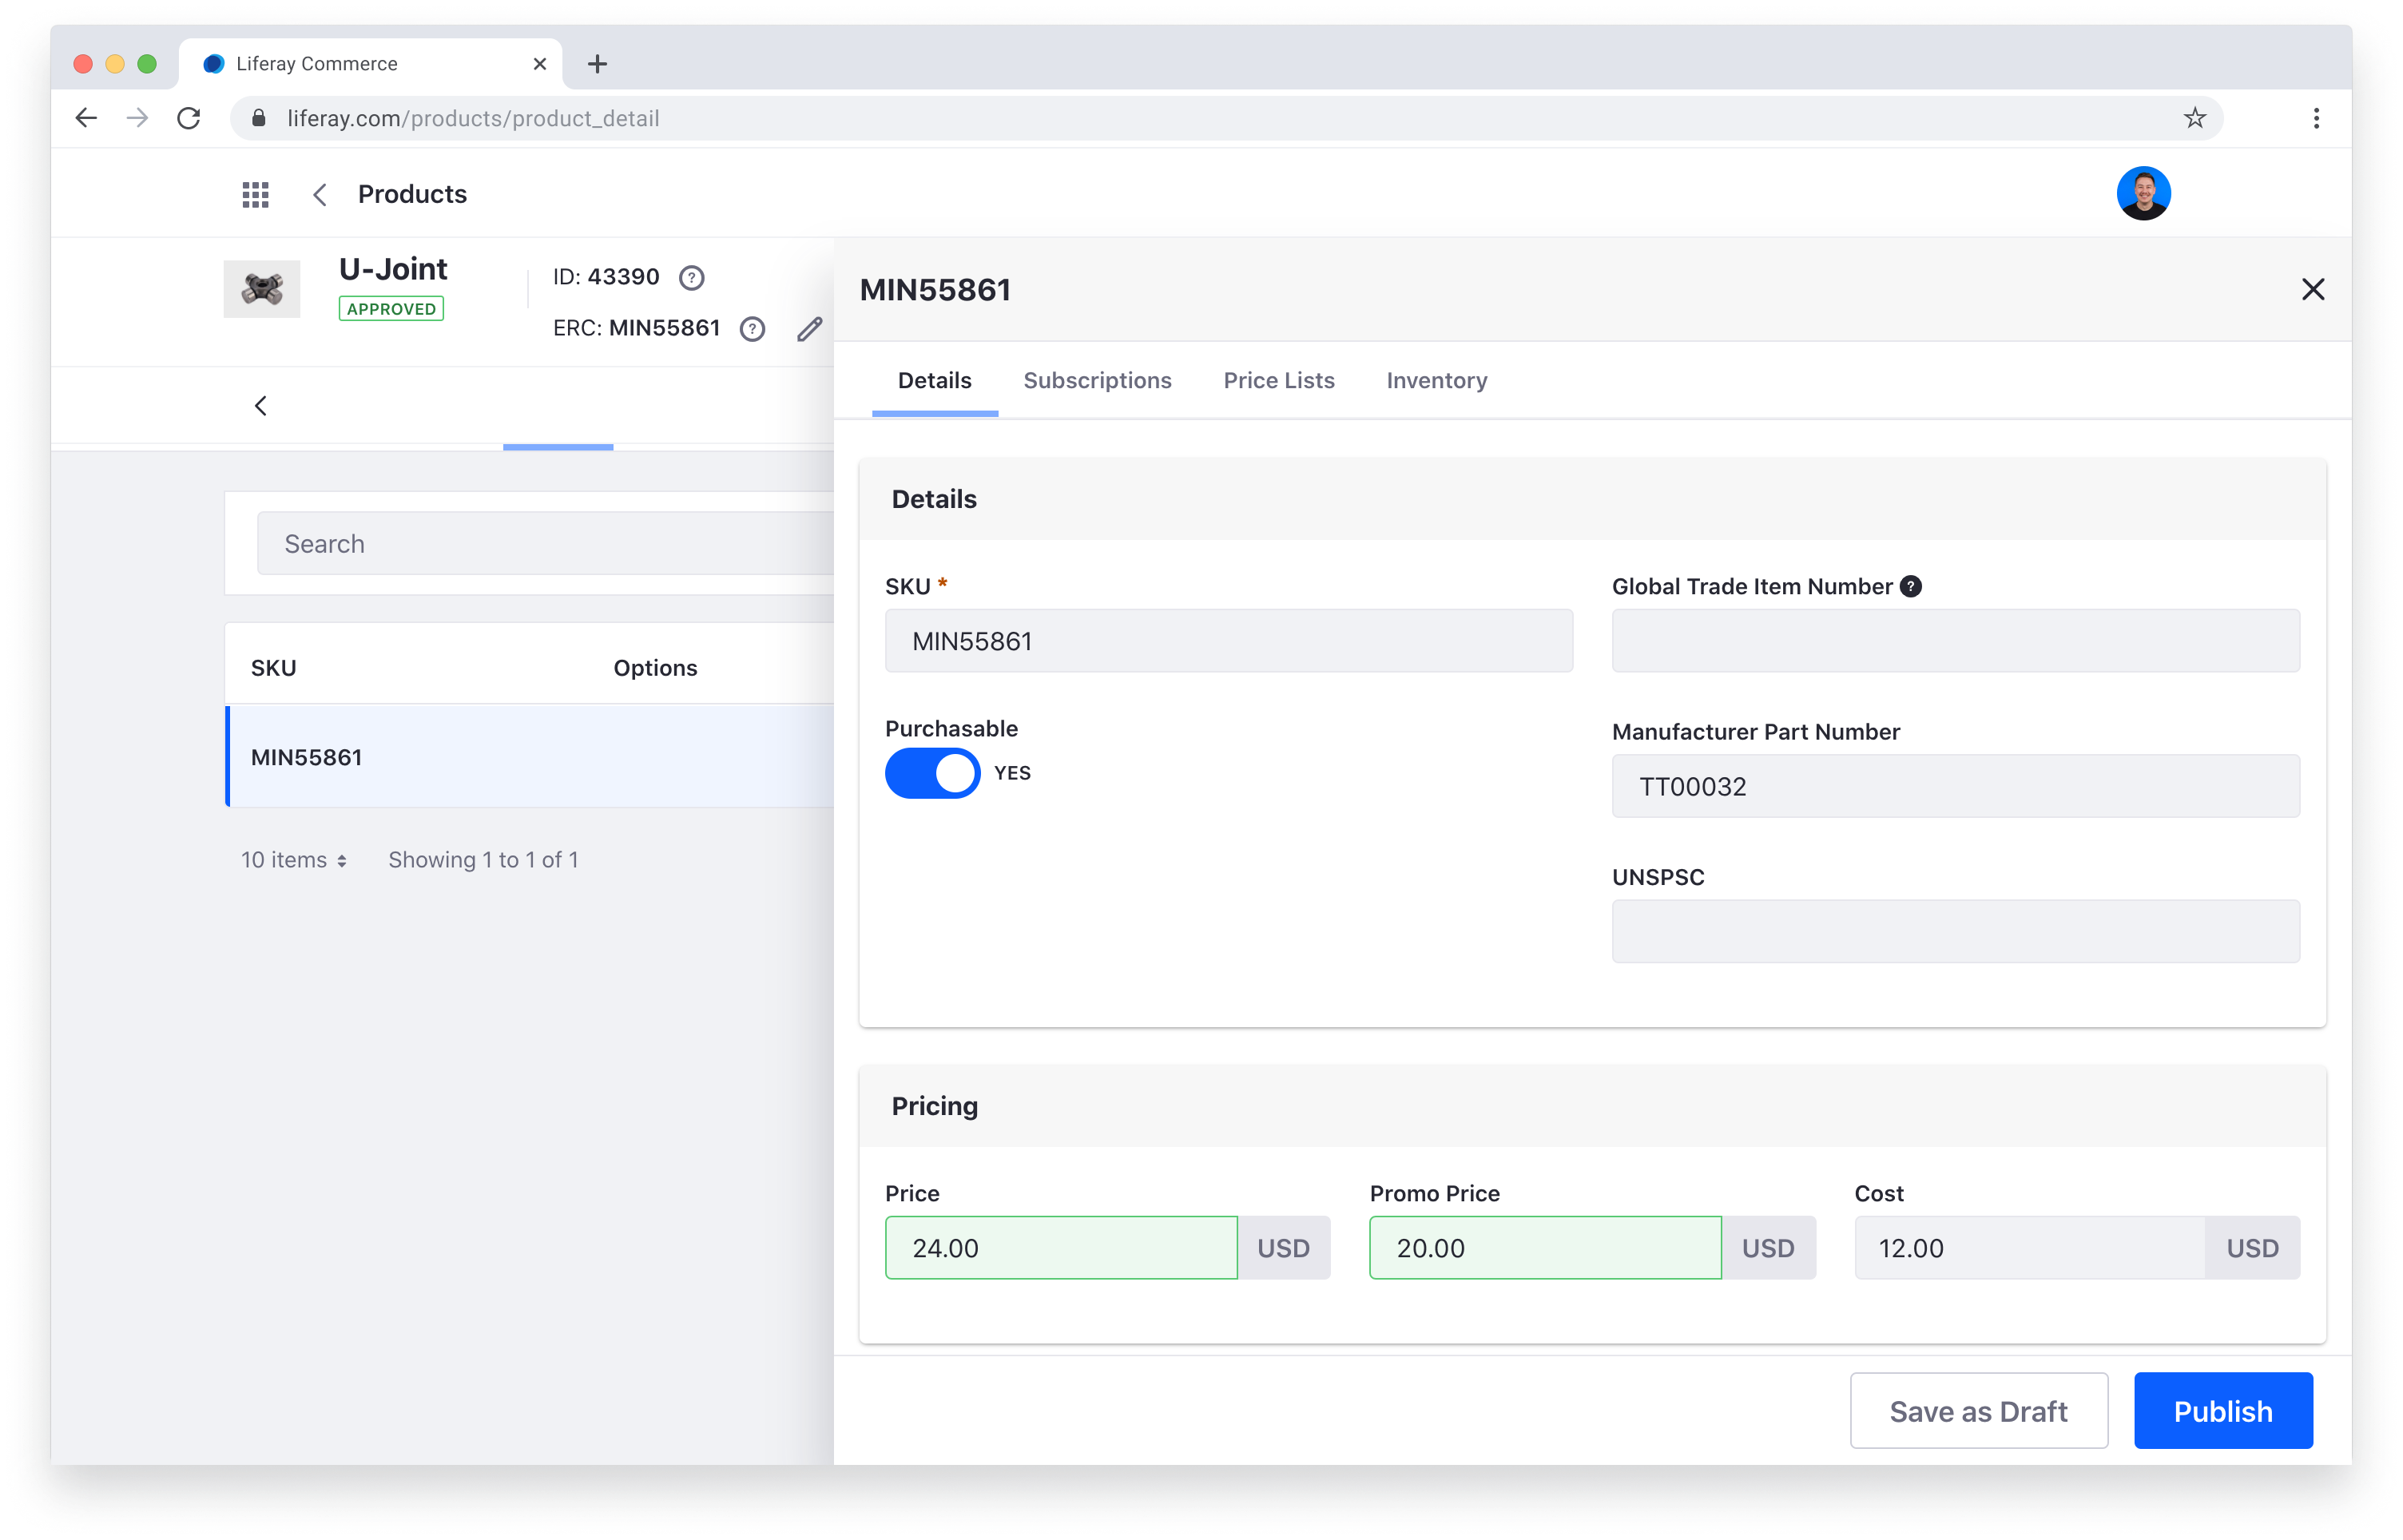 Liferay Commerce
liferay.com/products/product_detail
Products
U-Joint
APPROVED
ID: 43390 ?
ERC: MIN55861 ?
Search
SKU Options
MIN55861
10 items Showing 1 to 1 of 1
MIN55861
Details Subscriptions Price Lists Inventory
Details
SKU *
MIN55861
Purchasable
YES
Global Trade Item Number ?
Manufacturer Part Number
TT00032
UNSPSC
Pricing
Price Promo Price Cost
24.00 USD 20.00 USD 12.00 USD
Save as Draft Publish